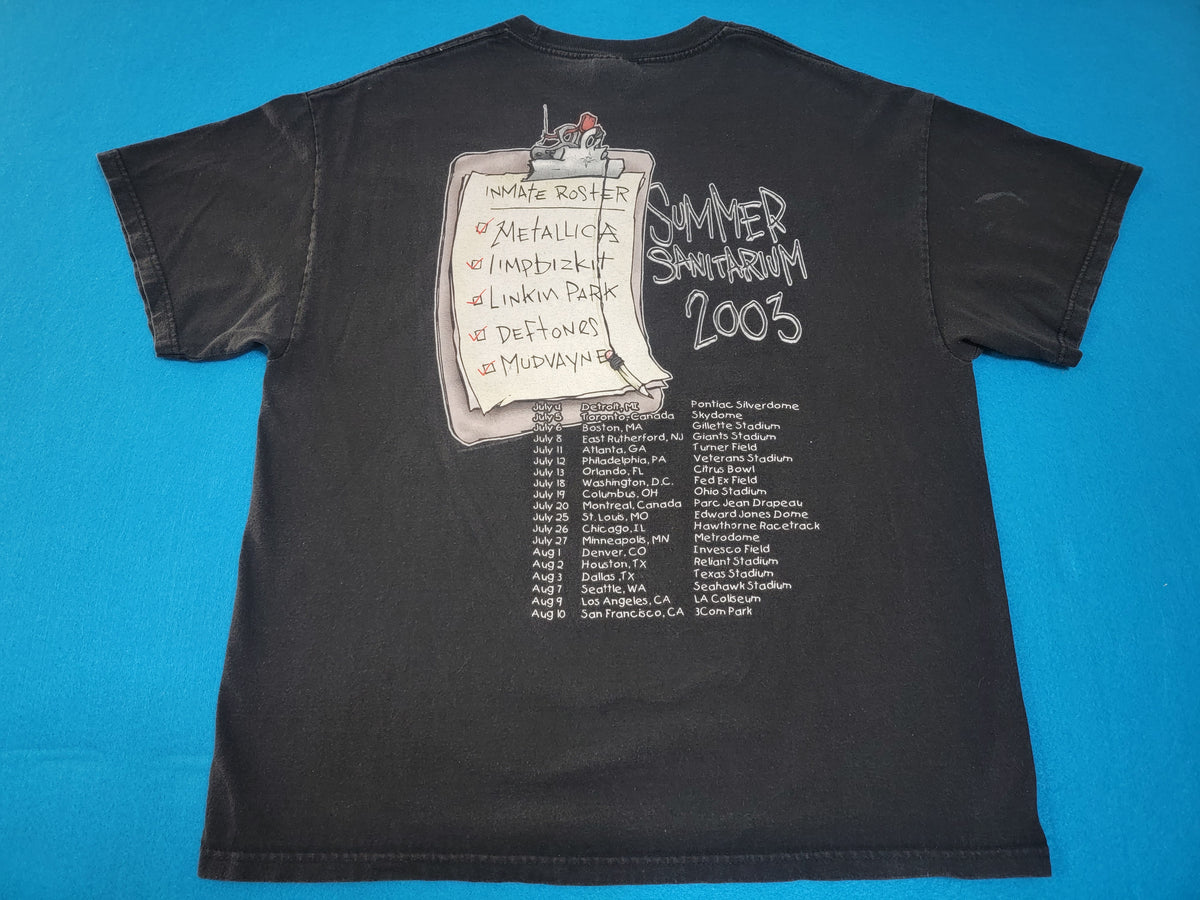 INMATE ROSTER
METALLICA
limpbizkit
LINKIN PARK
DEFTONES
MUDVAYNE
SUMMER
SANITARIUM
2003
July 4 Detroit, MI Pontiac Silverdome
July 5 Toronto, Canada Skydome
July 6 Boston, MA Gillette Stadium
July 8 East Rutherford, NJ Giants Stadium
July 11 Atlanta, GA Turner Field
July 12 Philadelphia, PA Veterans Stadium
July 13 Orlando, FL Citrus Bowl
July 18 Washington, D.C. Fed Ex Field
July 19 Columbus, OH Ohio Stadium
July 20 Montreal, Canada Parc Jean Drapeau
July 25 St. Louis, MO Edward Jones Dome
July 26 Chicago, IL Hawthorne Racetrack
July 27 Minneapolis, MN Metrodome
Aug 1 Denver, CO Invesco Field
Aug 2 Houston, TX Reliant Stadium
Aug 3 Dallas, TX Texas Stadium
Aug 7 Seattle, WA Seahawk Stadium
Aug 9 Los Angeles, CA LA Coliseum
Aug 10 San Francisco, CA 3Com Park